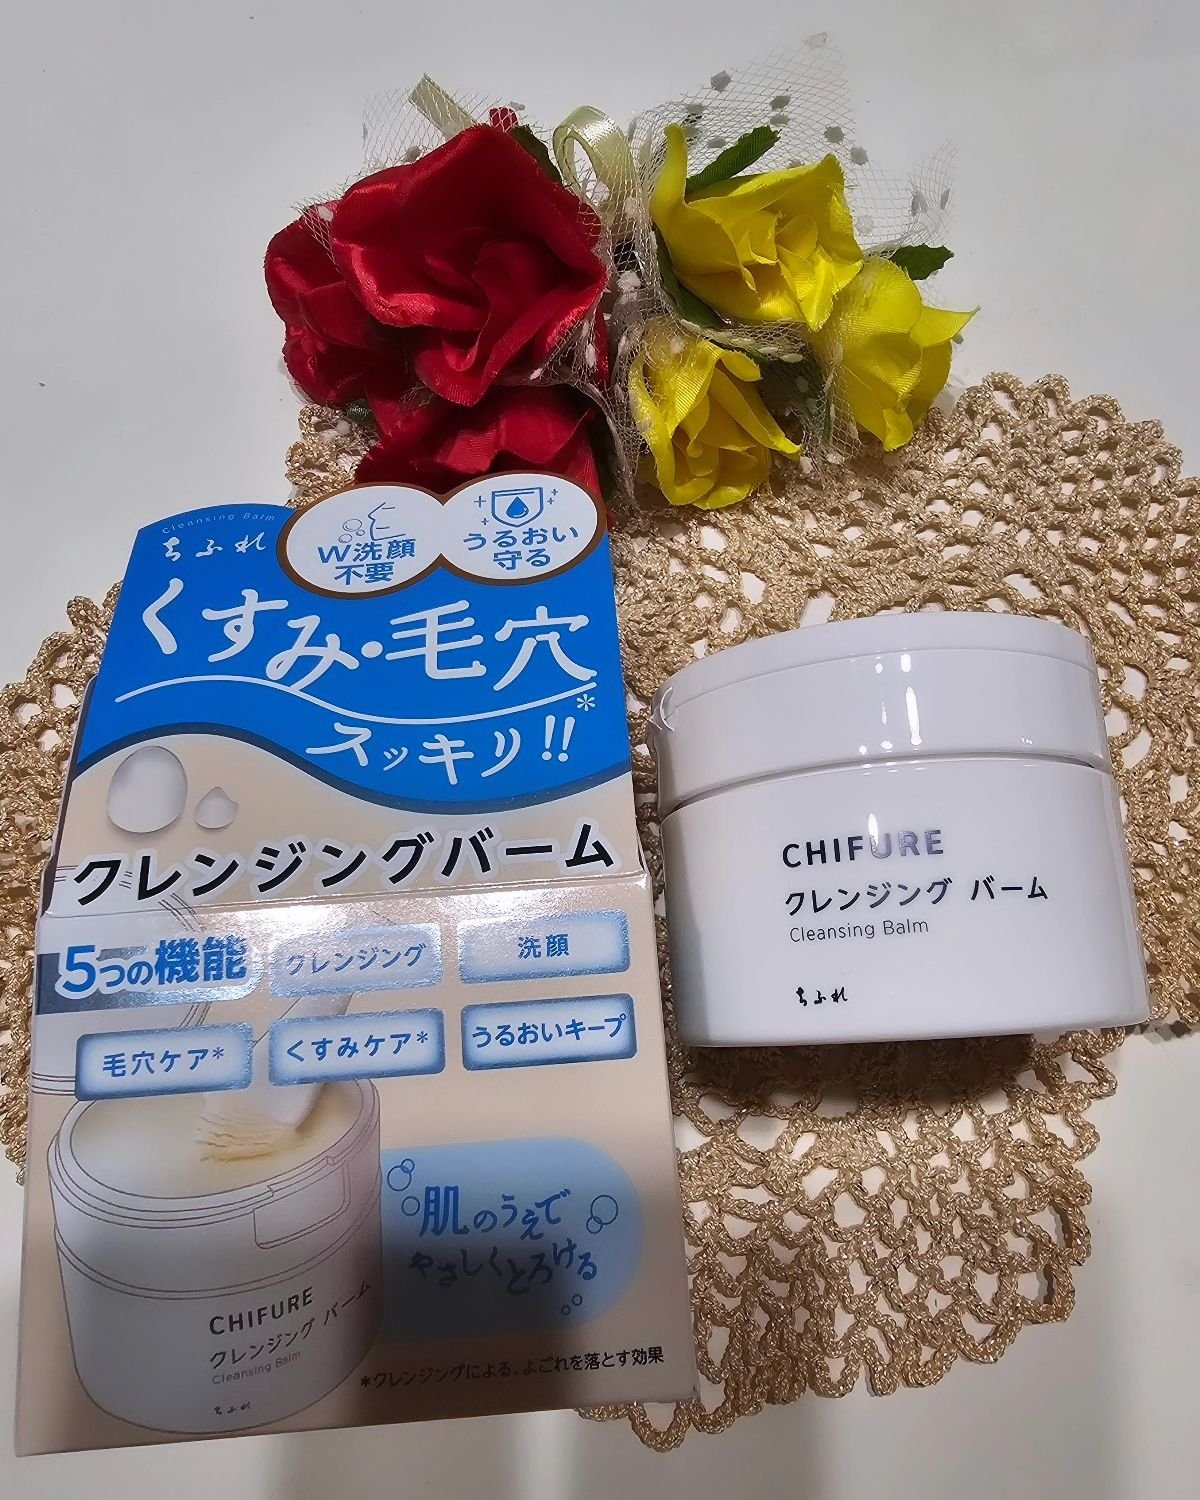 Cleansing Balm
ちふれ
W洗顔
不要
うるおい
守る
くすみ・毛穴
スッキリ!!*
クレンジングバーム
5つの機能
クレンジング
洗顔
毛穴ケア*
くすみケア*
うるおいキープ
肌のうえで
やさしくとろける
CHIFURE
クレンジング バーム
Cleansing Balm
ちふれ
*クレンジングによる、よごれを落とす効果
CHIFURE
クレンジング バーム
Cleansing Balm
ちふれ